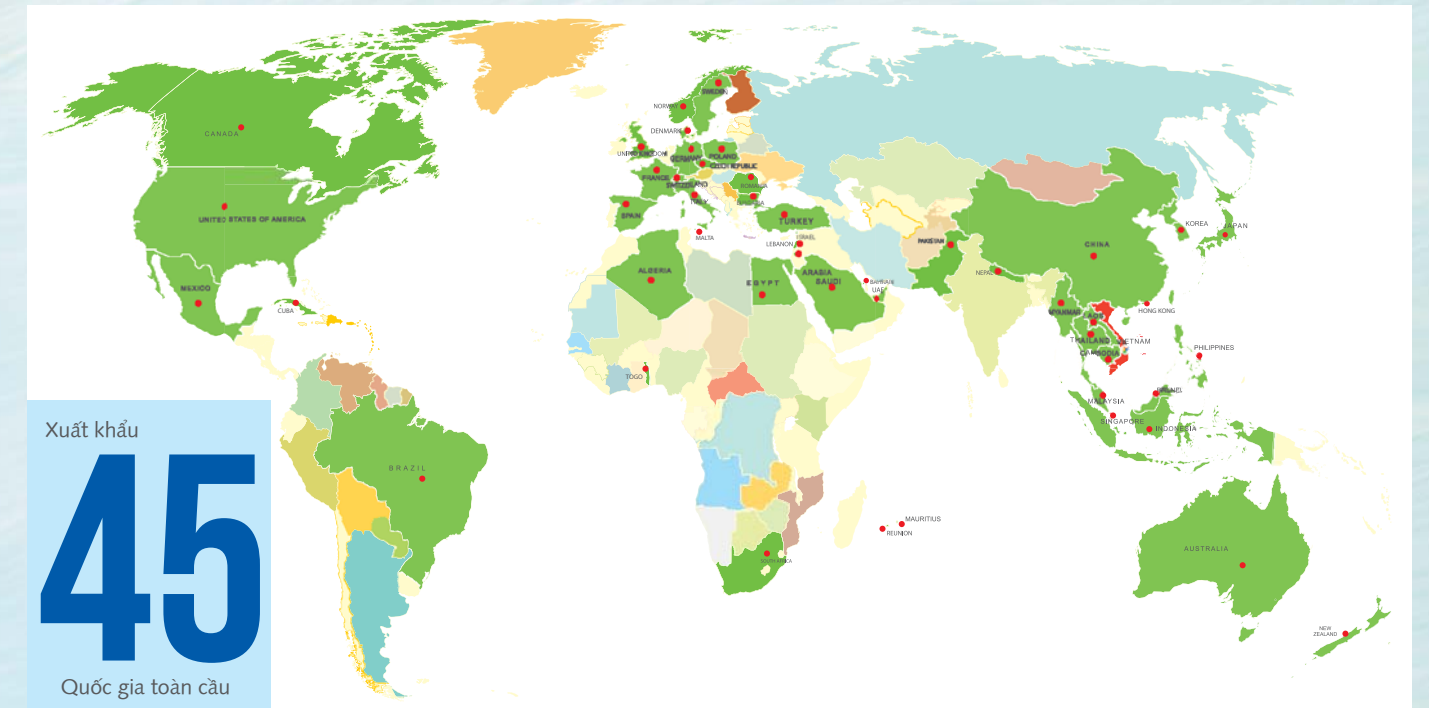 CANADA
UNITED STATES OF AMERICA
MEXICO
CUBA
BRAZIL
NORWAY
SWEDEN
DENMARK
UNITED KINGDOM
GERMANY
POLAND
CZECH REPUBLIC
FRANCE
SWITZERLAND
ROMANIA
ITALY
BULGARIA
SPAIN
TURKEY
MALTA
LEBANON
ISRAEL
ALGERIA
EGYPT
ARABIA
SAUDI
BAHRAIN
UAE
TOGO
SOUTH AFRICA
MAURITIUS
REUNION
PAKISTAN
NEPAL
CHINA
KOREA
JAPAN
HONG KONG
MYANMAR
LAOS
THAILAND
VIETNAM
CAMBODIA
PHILIPPINES
MALAYSIA
SINGAPORE
INDONESIA
AUSTRALIA
NEW
ZEALAND
Xuất khẩu
45
Quốc gia toàn cầu